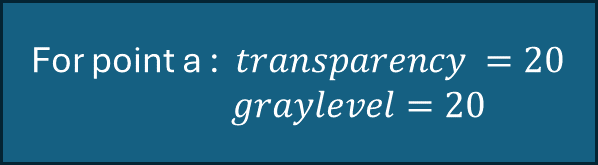 For point a : transparency = 20
graylevel = 20